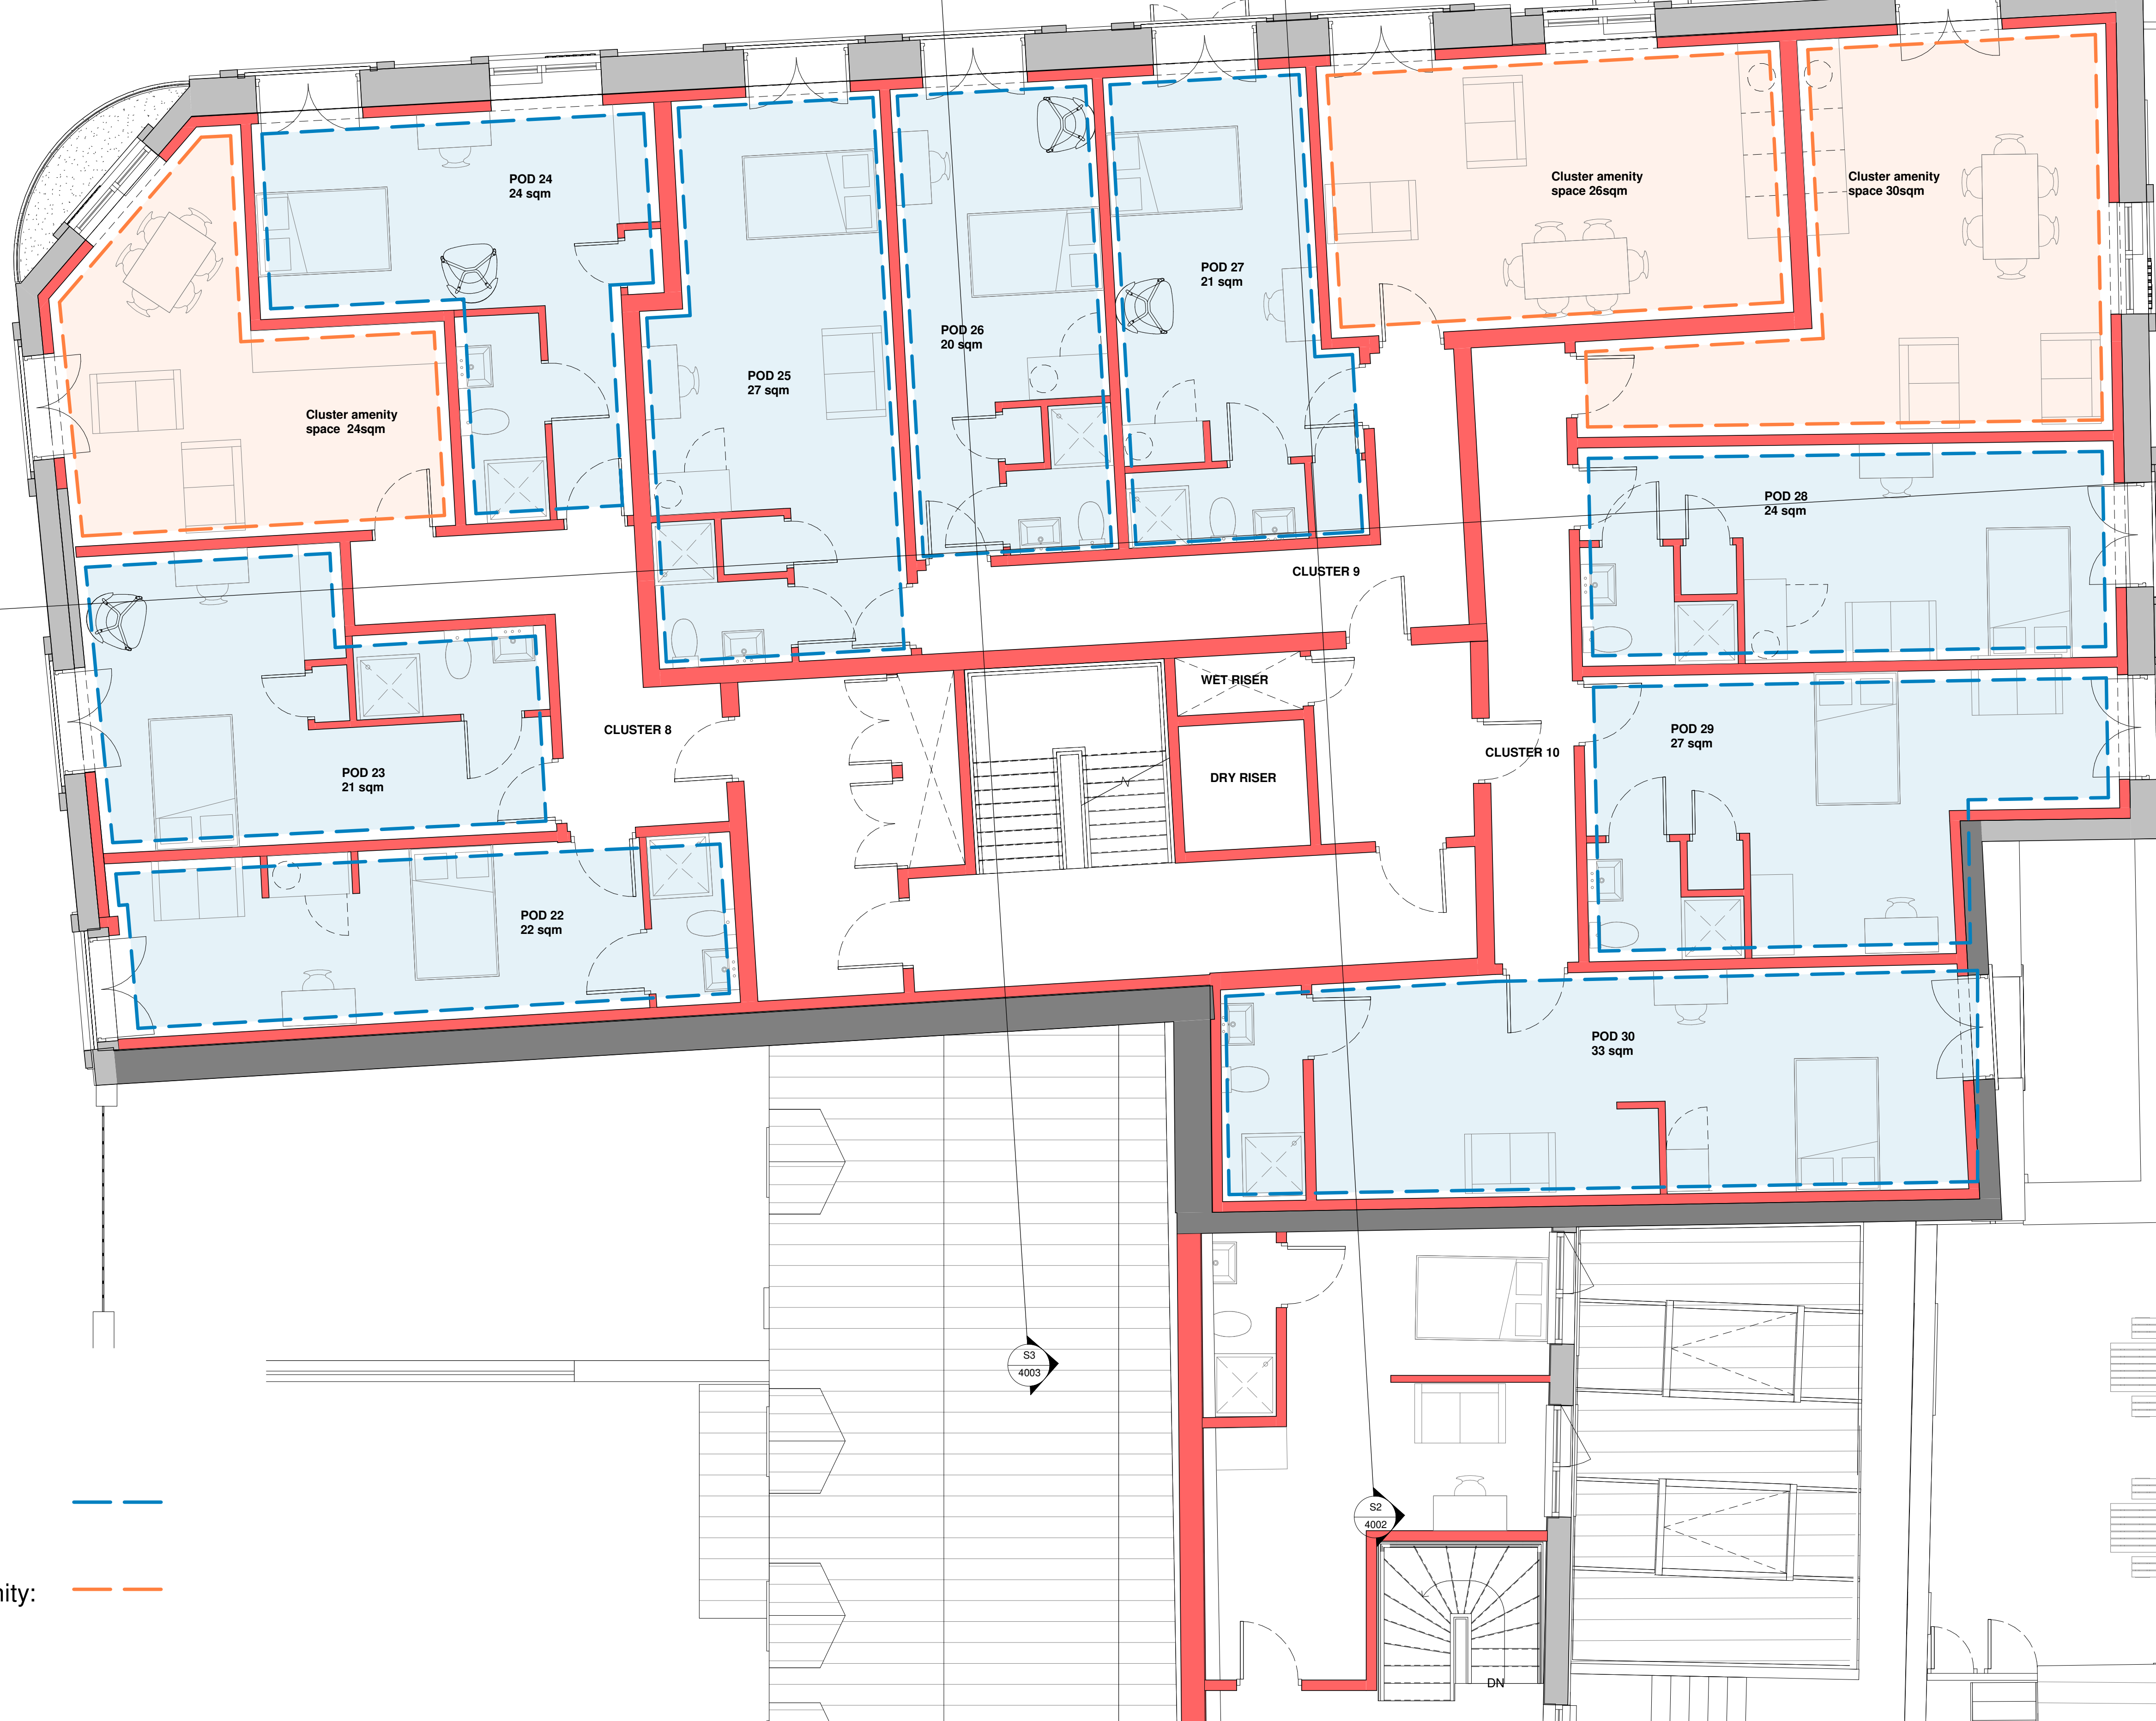 POD 24
24 sqm
Cluster amenity
space 26sqm
Cluster amenity
space 30sqm
POD 27
21 sqm
POD 26
20 sqm
POD 25
27 sqm
Cluster amenity
space 24sqm
POD 28
24 sqm
CLUSTER 9
WET RISER
CLUSTER 8
POD 29
27 sqm
CLUSTER 10
DRY RISER
POD 23
21 sqm
POD 22
22 sqm
POD 30
33 sqm
S3
4003
S2
4002
nity:
DN